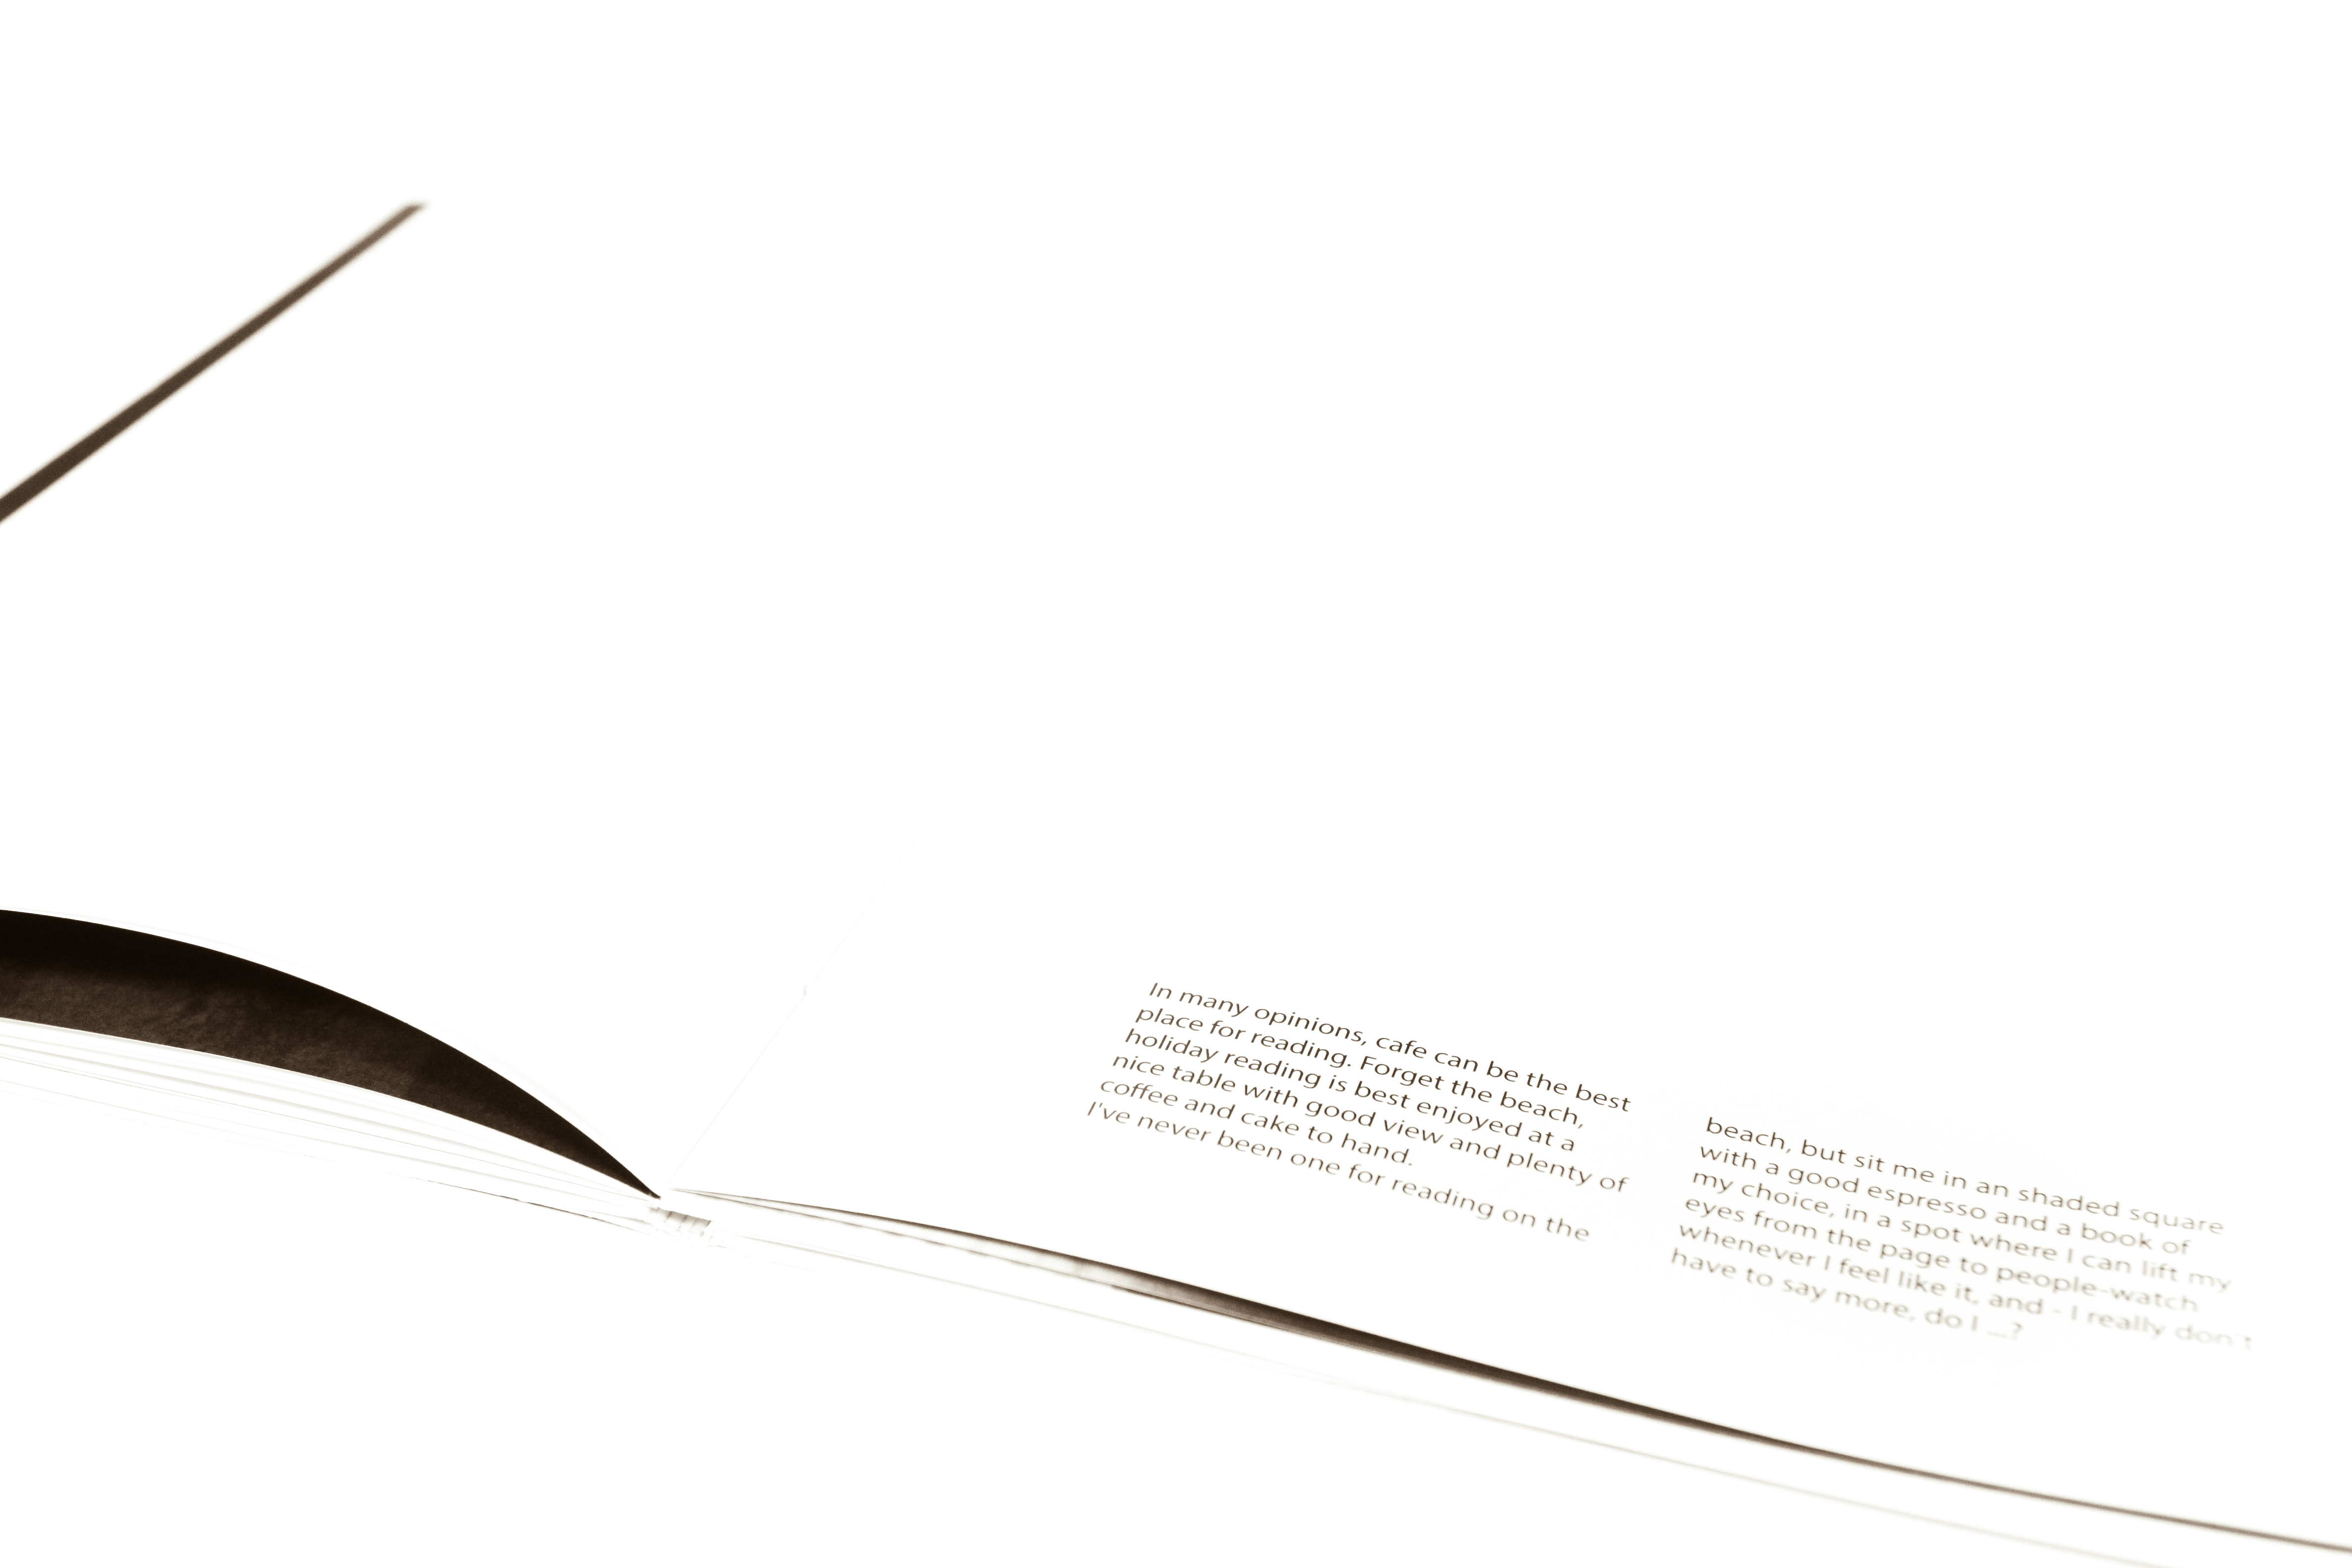 In many opinions, cafe can be the best
place for reading. Forget the beach,
holiday reading is best enjoyed at a
nice table with good view and plenty of
coffee and cake to hand.
I've never been one for reading on the
beach, but sit me in an shaded square
with a good espresso and a book of
my choice, in a spot where I can lift my
eyes from the page to people-watch
whenever I feel like it, and - I really don't
have to say more, do I ...?